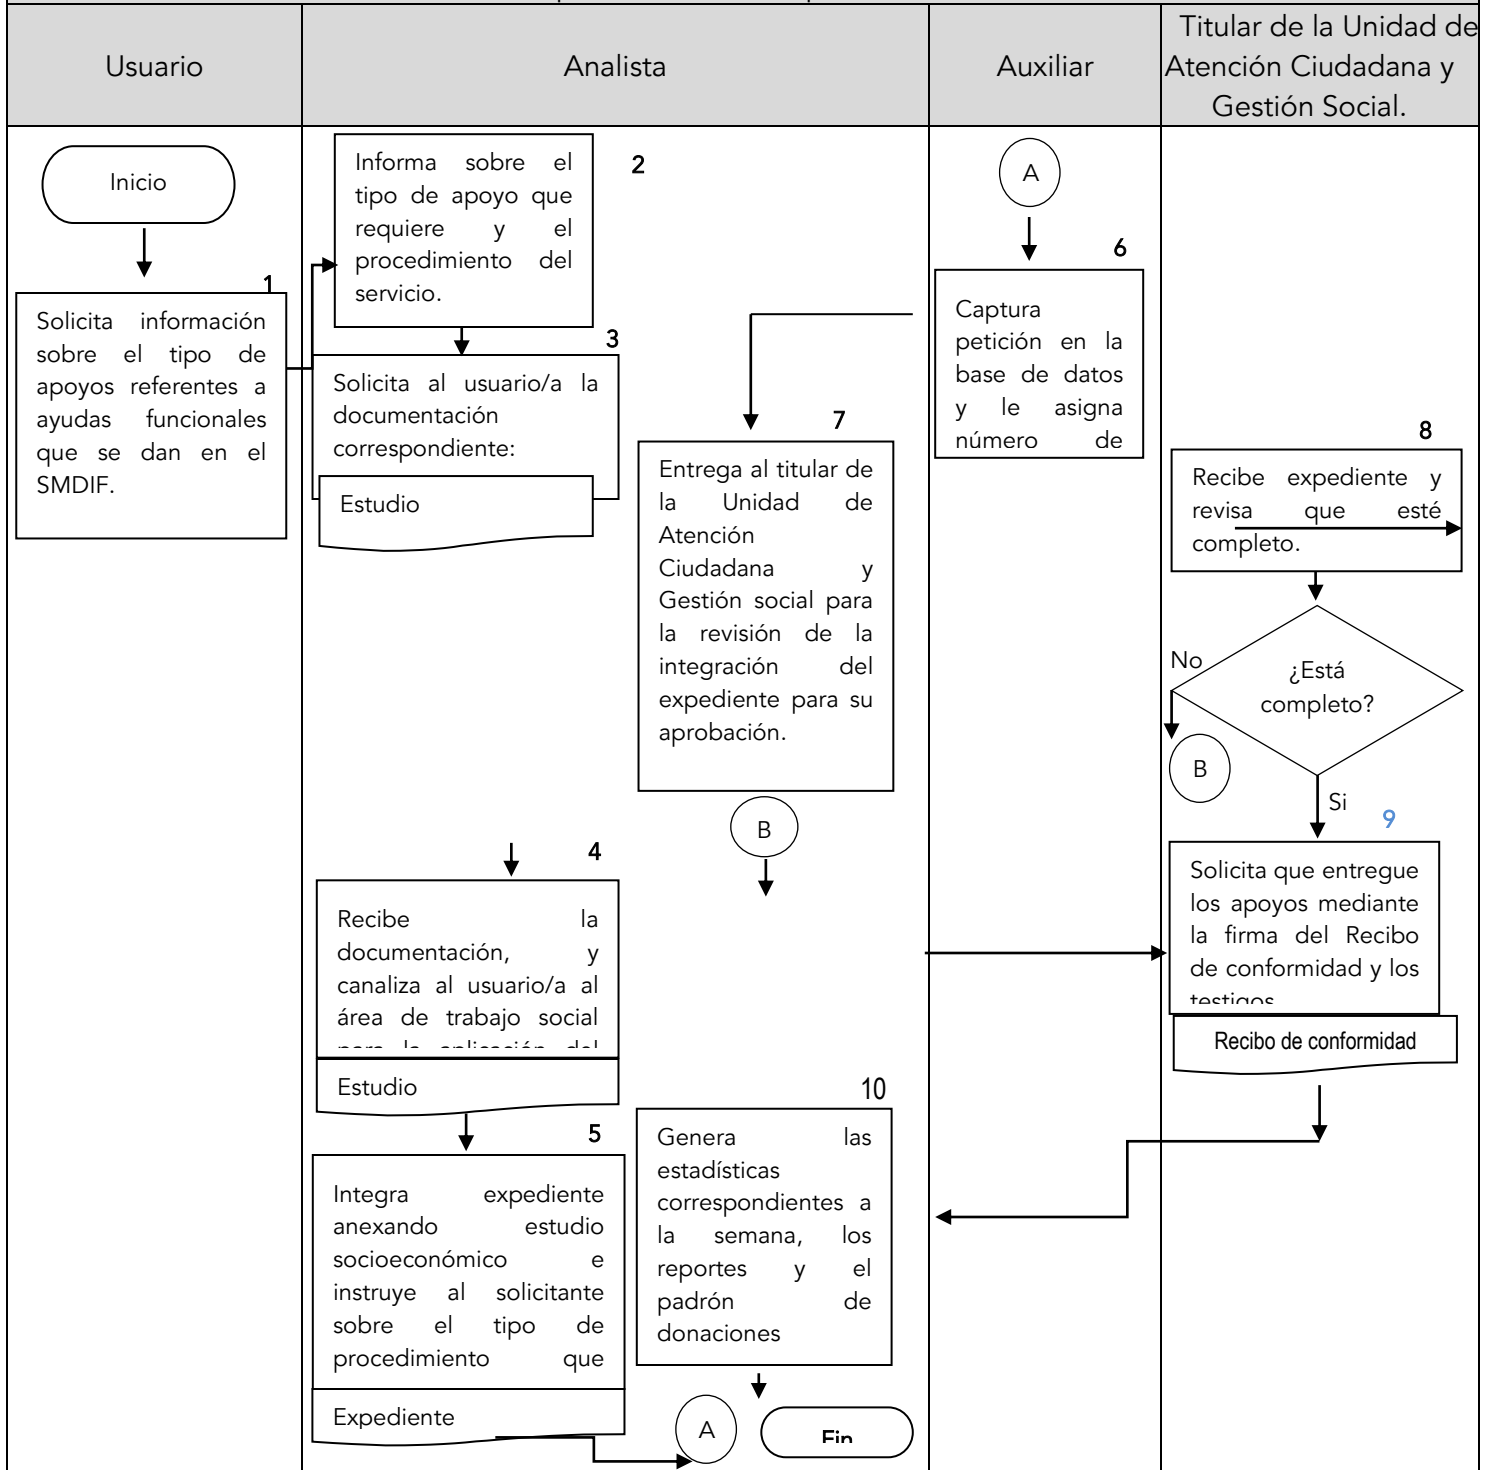 Usuario
Analista
Auxiliar
Titular de la Unidad de
Atención Ciudadana y
Gestión Social.
Inicio
1
Solicita información
sobre el tipo de
apoyos referentes a
ayudas funcionales
que se dan en el
SMDIF.
2
Informa sobre el
tipo de apoyo que
requiere y el
procedimiento del
servicio.
3
Solicita al usuario/a la
documentación
correspondiente:
Estudio
4
Recibe la
documentación, y
canaliza al usuario/a al
área de trabajo social
para la aplicación del
Estudio
5
Integra expediente
anexando estudio
socioeconómico e
instruye al solicitante
sobre el tipo de
procedimiento que
Expediente
A
A
6
Captura
petición en la
base de datos
y le asigna
número de
7
Entrega al titular de
la Unidad de
Atención
Ciudadana y
Gestión social para
la revisión de la
integración del
expediente para su
aprobación.
B
8
Recibe expediente y
revisa que esté
completo.
¿Está
completo?
No
B
Si
9
Solicita que entregue
los apoyos mediante
la firma del Recibo
de conformidad y los
testigos
Recibo de conformidad
10
Genera las
estadísticas
correspondientes a
la semana, los
reportes y el
padrón de
donaciones
Fin